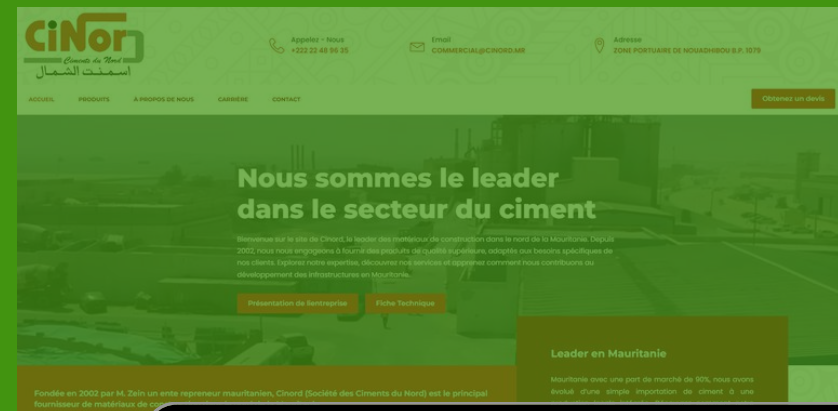 CiNor
Ciments du Nord
اسمنت الشمال
Appelez - Nous
+222 22 48 96 35
Email
COMMERCIAL@CINORD.MR
Adresse
ZONE PORTUAIRE DE NOUADHIBOU B.P. 1079
ACCUEIL PRODUITS À PROPOS DE NOUS CARRIÈRE CONTACT
Obtenez un devis
Nous sommes le leader
dans le secteur du ciment
Bienvenue sur le site de Cinord, le leader des matériaux de construction dans le nord de la Mauritanie. Depuis
2002, nous nous engageons à fournir des produits de qualité supérieure, adaptés aux besoins spécifiques de
nos clients. Explorez notre expertise, découvrez nos services et apprenez comment nous contribuons au
développement des infrastructures en Mauritanie.
Présentation de lientreprise Fiche Technique
Leader en Mauritanie
Mauritanie avec une part de marché de 90%, nous avons
évolué d'une simple importation de ciment à une
Fondée en 2002 par M. Zein un ente repreneur mauritanien, Cinord (Société des Ciments du Nord) est le principal
fournisseur de matériaux de